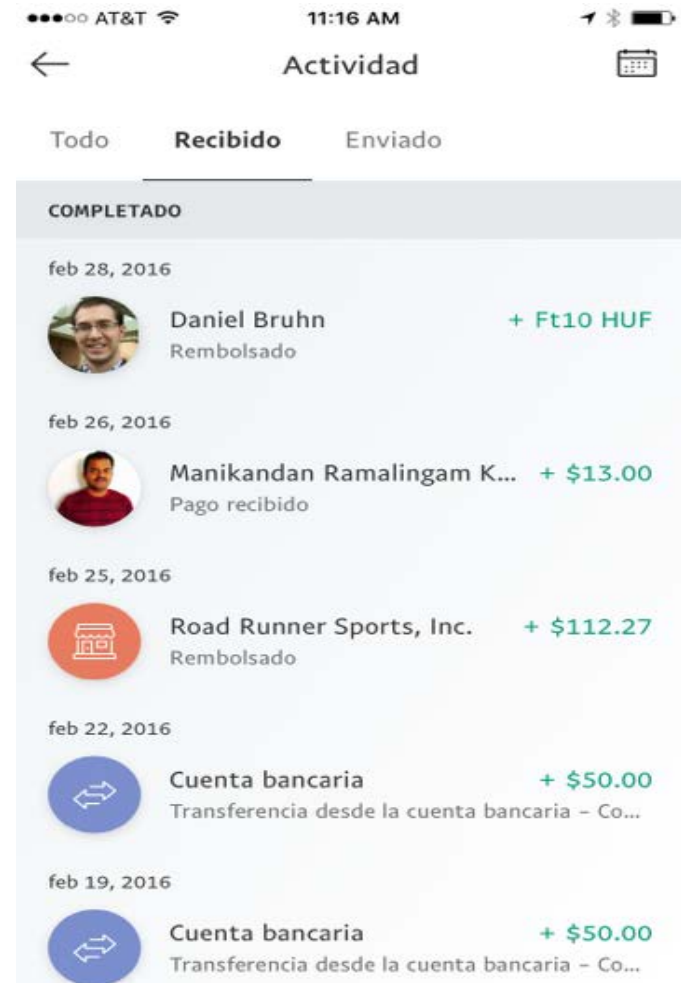 AT&T 11:16 AM
Actividad
Todo Recibido Enviado
COMPLETADO
feb 28, 2016
Daniel Bruhn + Ft10 HUF
Rembolsado
feb 26, 2016
Manikandan Ramalingam K... + $13.00
Pago recibido
feb 25, 2016
Road Runner Sports, Inc. + $112.27
Rembolsado
feb 22, 2016
Cuenta bancaria + $50.00
Transferencia desde la cuenta bancaria – Co...
feb 19, 2016
Cuenta bancaria + $50.00
Transferencia desde la cuenta bancaria – Co...